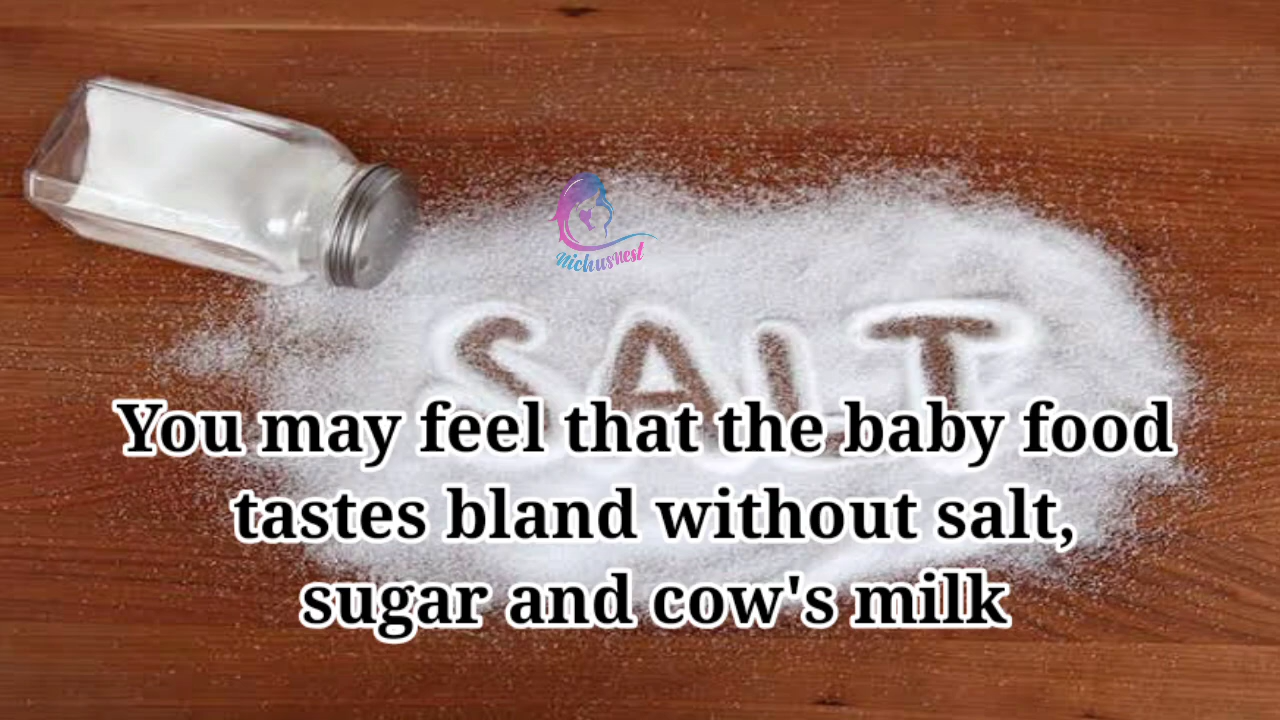 NichusNest
SALT
You may feel that the baby food
tastes bland without salt,
sugar and cow's milk